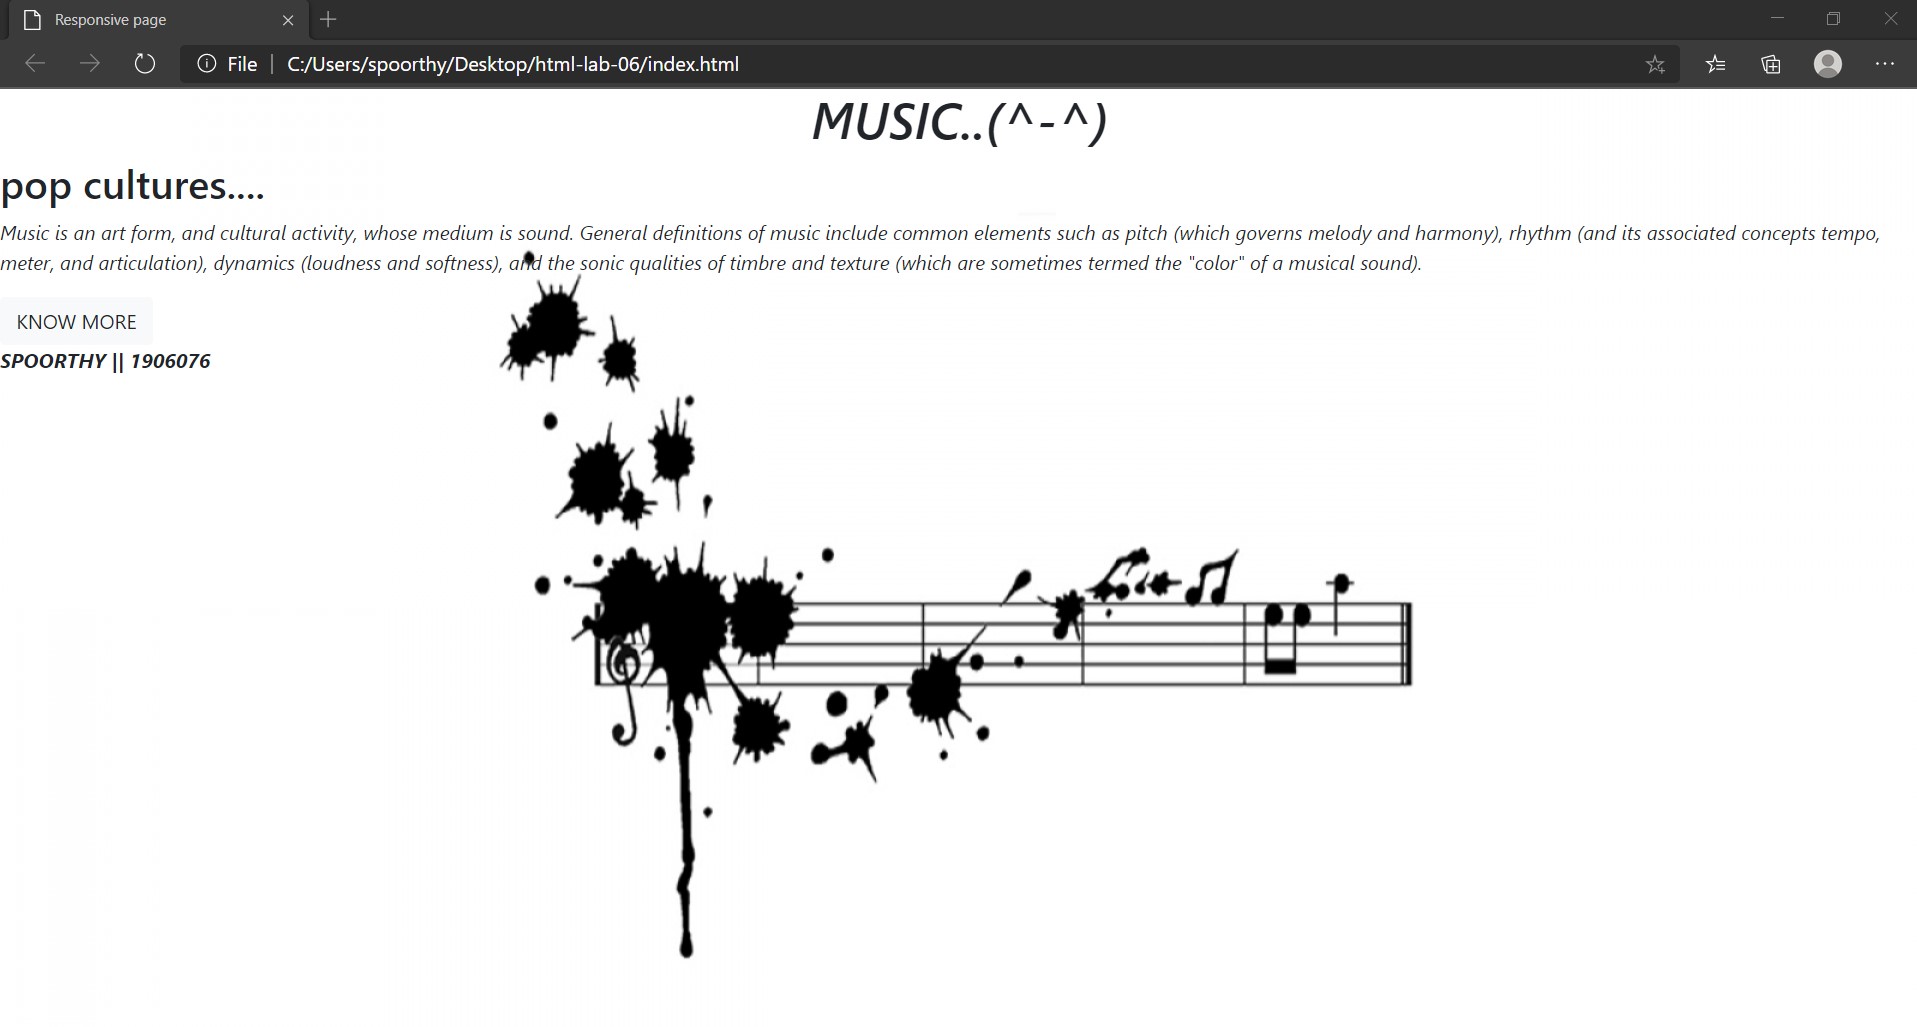 Responsive page
File | C:/Users/spoorthy/Desktop/html-lab-06/index.html
MUSIC..(^-^)
pop cultures....
Music is an art form, and cultural activity, whose medium is sound. General definitions of music include common elements such as pitch (which governs melody and harmony), rhythm (and its associated concepts tempo,
meter, and articulation), dynamics (loudness and softness), and the sonic qualities of timbre and texture (which are sometimes termed the "color" of a musical sound).
KNOW MORE
SPOORTHY || 1906076